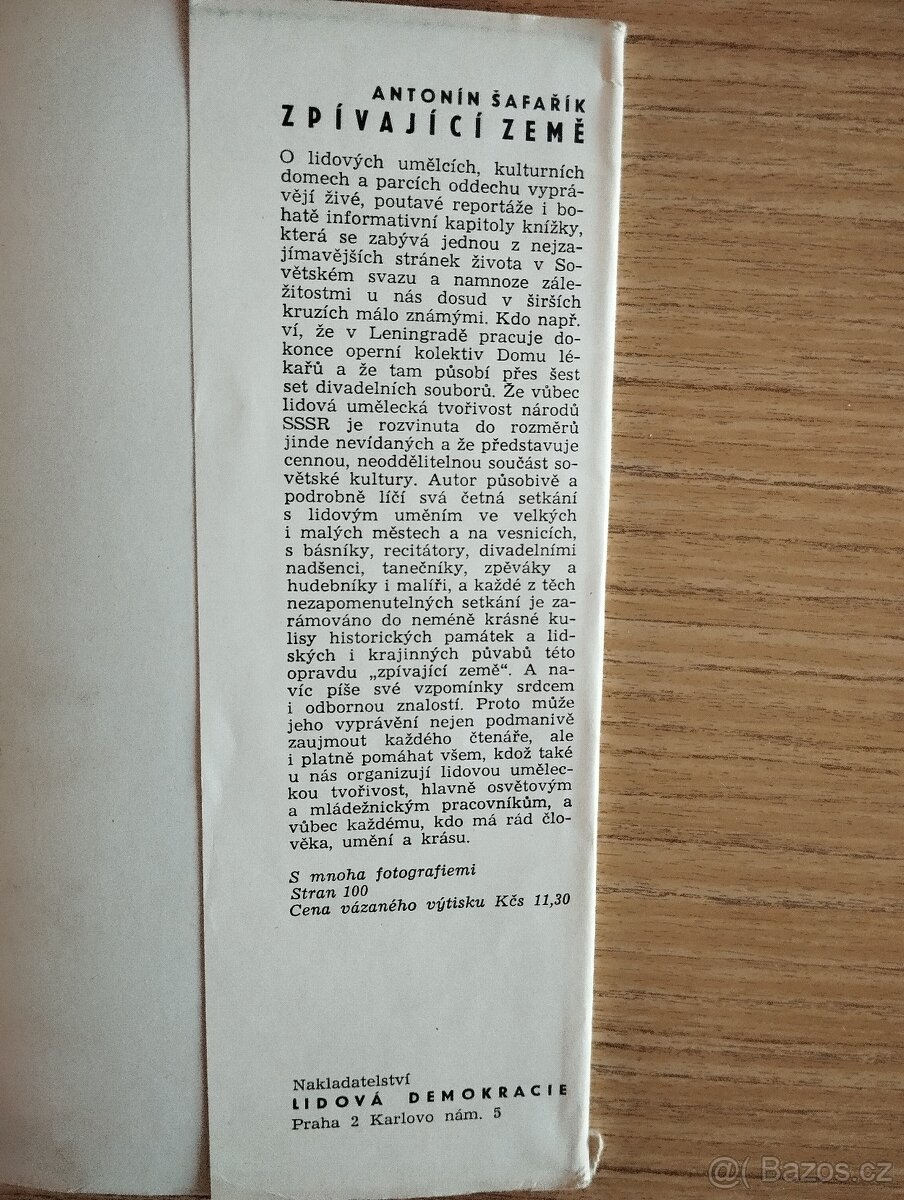 ANTONÍN ŠAFAŘÍK
ZPÍVAJÍCÍ ZEMĚ
O lidových umělcích, kulturních
domech a parcích oddechu vyprá-
vějí živé, poutavé reportáže i bo-
hatě informativní kapitoly knížky,
která se zabývá jednou z nejza-
jímavějších stránek života v So-
větském svazu a namnoze zále-
žitostmi u nás dosud v širších
kruzích málo známými. Kdo např.
ví, že v Leningradě pracuje do-
konce operní kolektiv Domu lé-
kařů a že tam působí přes šest
set divadelních souborů. Že vůbec
lidová umělecká tvořivost národů
SSSR je rozvinuta do rozměrů
jinde nevídaných a že představuje
cennou, neoddělitelnou součást so-
větské kultury. Autor působivě a
podrobně líčí svá četná setkání
s lidovým uměním ve velkých
i malých městech a na vesnicích,
s básníky, recitátory, divadelními
nadšenci, tanečníky, zpěváky a
hudebníky i malíři, a každé z těch
nezapomenutelných setkání je za-
rámováno do neméně krásné ku-
lisy historických památek a lid-
ských i krajinných půvabů této
opravdu „zpívající země“. A na-
víc píše své vzpomínky srdcem
i odbornou znalostí. Proto může
jeho vyprávění nejen podmanivě
zaujmout každého čtenáře, ale
i platně pomáhat všem, kdož také
u nás organizují lidovou umělec-
kou tvořivost, hlavně osvětovým
a mládežnickým pracovníkům, a
vůbec každému, kdo má rád člo-
věka, umění a krásu.
S mnoha fotografiemi
Stran 100
Cena vázaného výtisku Kčs 11,30
Nakladatelství
LIDOVÁ DEMOKRACIE
Praha 2 Karlovo nám. 5
Bazos.cz